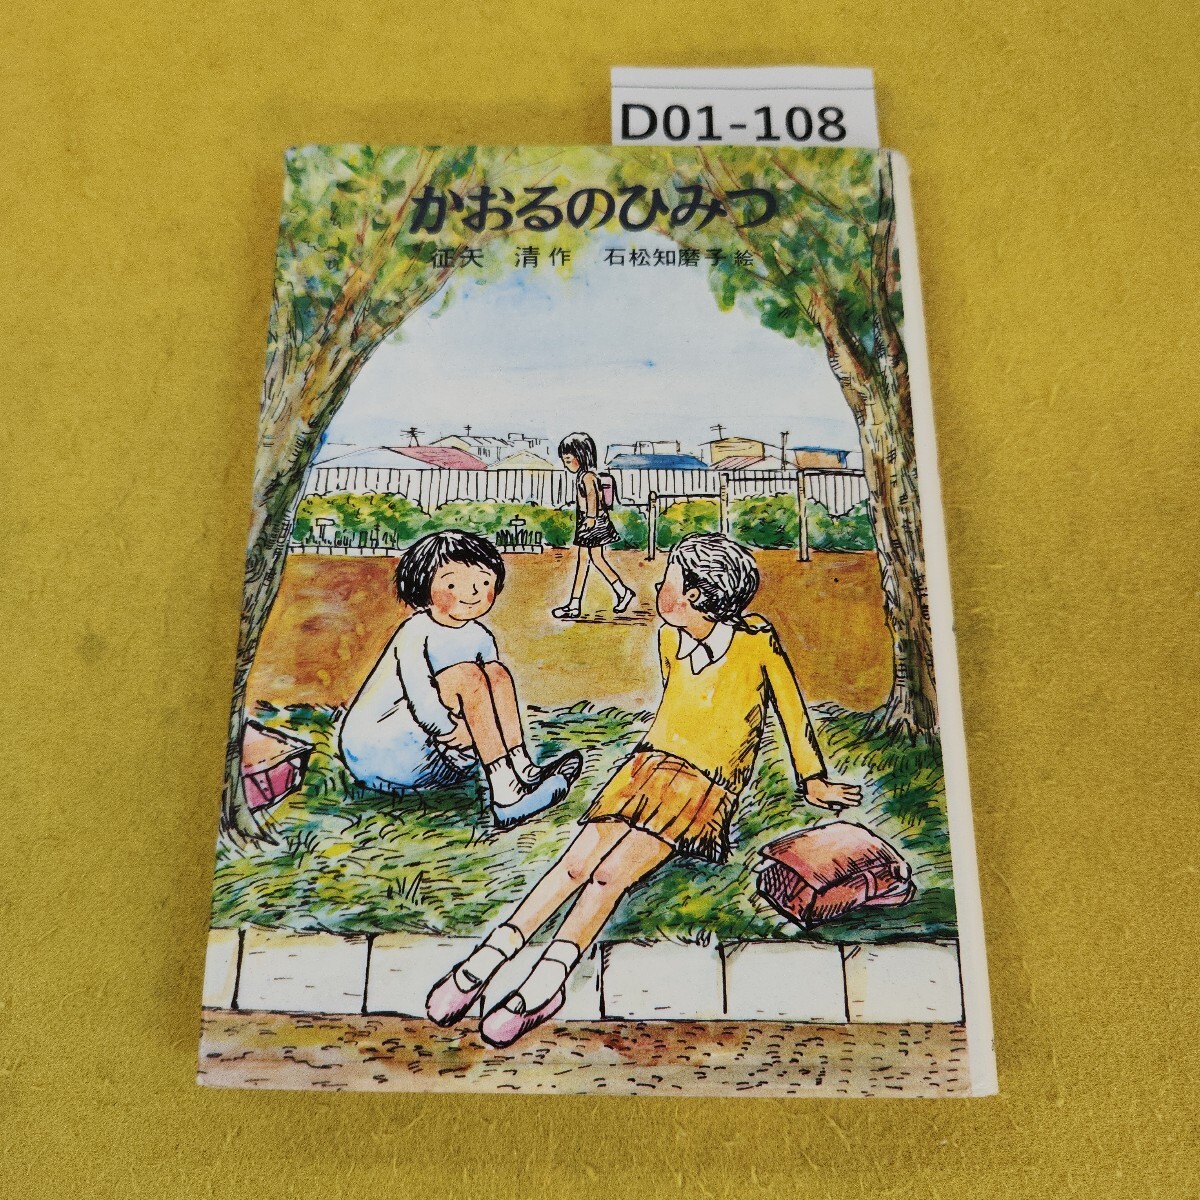 D01-108
かおるのひみつ
征矢 清 作 石松知磨子 絵